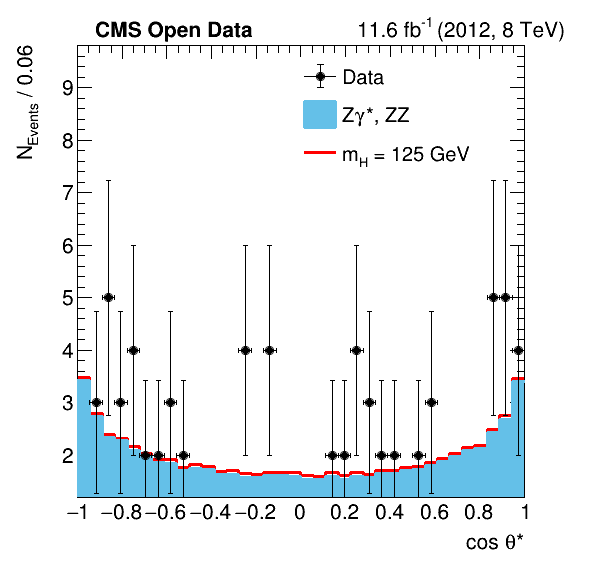 CMS Open Data 11.6 fb⁻¹ (2012, 8 TeV)
N_Events / 0.06
Data
Zγ*, ZZ
m_H = 125 GeV
9
8
7
6
5
4
3
2
−1 −0.8 −0.6 −0.4 −0.2 0 0.2 0.4 0.6 0.8 1
cos θ*